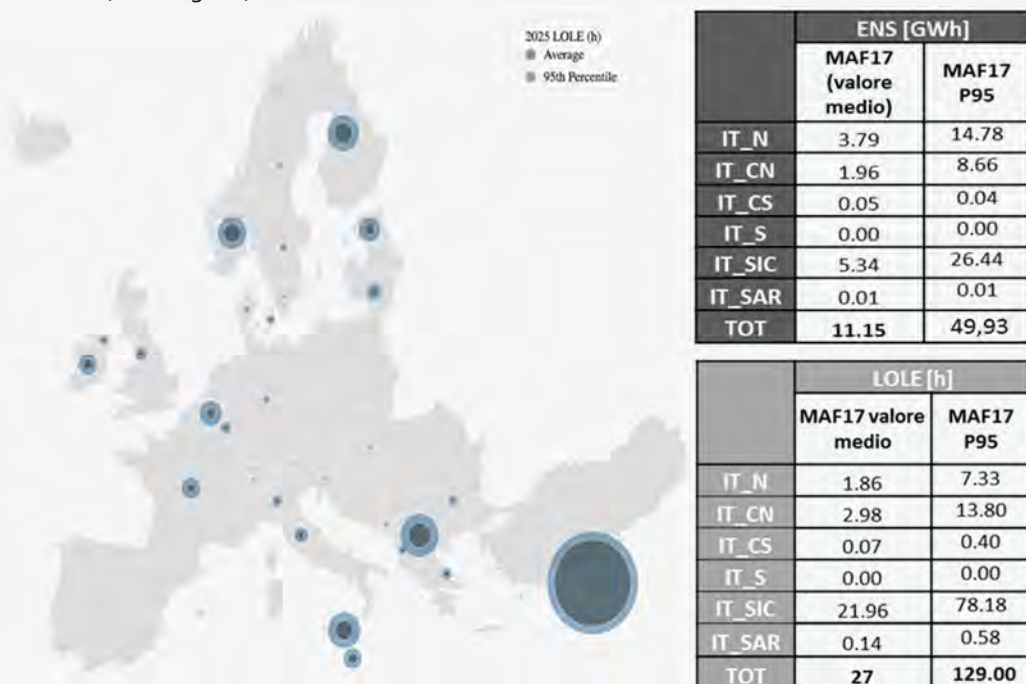 2025 LOLE (h)
Average
95th Percentile
ENS [GWh]
MAF17 (valore medio) MAF17 P95
IT_N 3.79 14.78
IT_CN 1.96 8.66
IT_CS 0.05 0.04
IT_S 0.00 0.00
IT_SIC 5.34 26.44
IT_SAR 0.01 0.01
TOT 11.15 49,93
LOLE [h]
MAF17 valore medio MAF17 P95
IT_N 1.86 7.33
IT_CN 2.98 13.80
IT_CS 0.07 0.40
IT_S 0.00 0.00
IT_SIC 21.96 78.18
IT_SAR 0.14 0.58
TOT 27 129.00